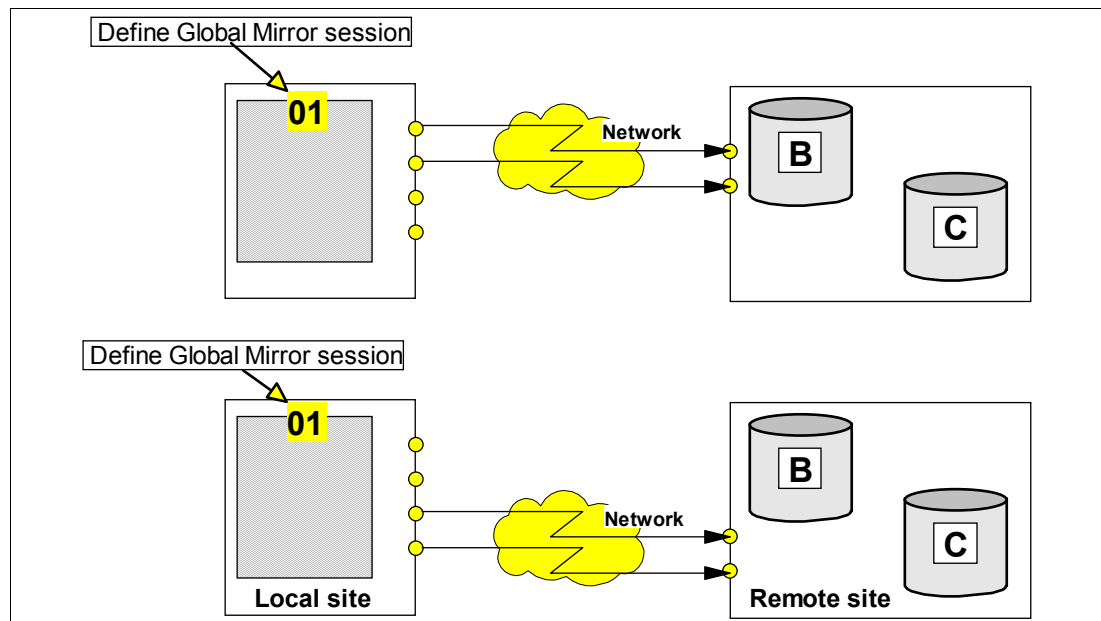 Define Global Mirror session
01
Network
B
C
Define Global Mirror session
01
Network
B
C
Local site
Remote site